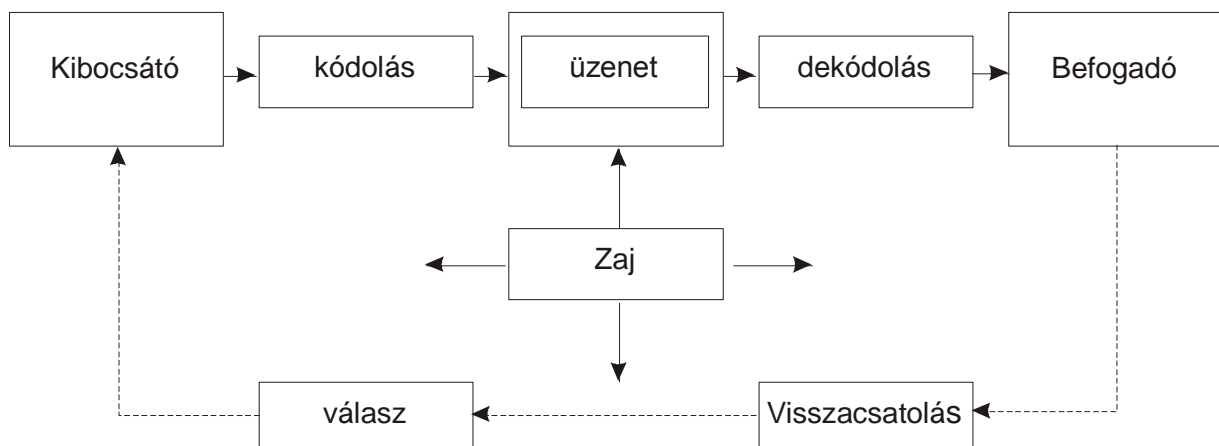 Kibocsátó
kódolás
üzenet
dekódolás
Befogadó
Zaj
válasz
Visszacsatolás